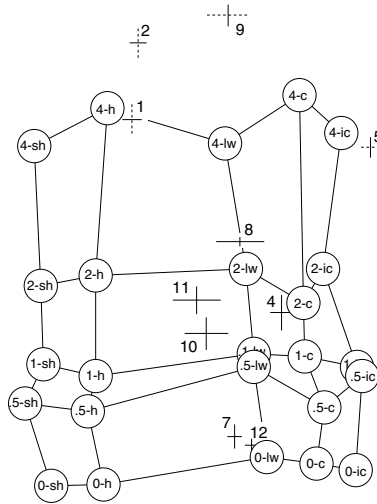 9
2
4-c
4-h
1
4-ic
5
4-sh
4-lw
8
2-lw
2-ic
2-h
2-sh
11
2-c
4
10
1-lw
1-c
1-sh
.5-lw
1-h
.5-ic
.5-sh
.5-h
.5-c
7
12
0-lw
0-c
0-ic
0-sh
0-h